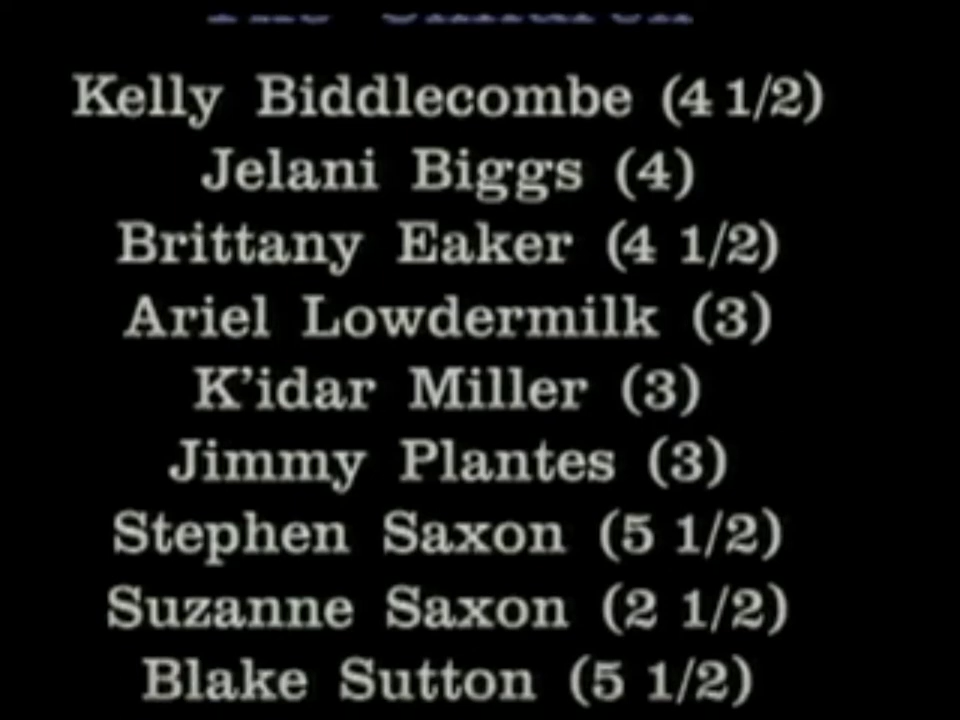 Kelly Biddlecombe (4 1/2)
Jelani Biggs (4)
Brittany Eaker (4 1/2)
Ariel Lowdermilk (3)
K'idar Miller (3)
Jimmy Plantes (3)
Stephen Saxon (5 1/2)
Suzanne Saxon (2 1/2)
Blake Sutton (5 1/2)